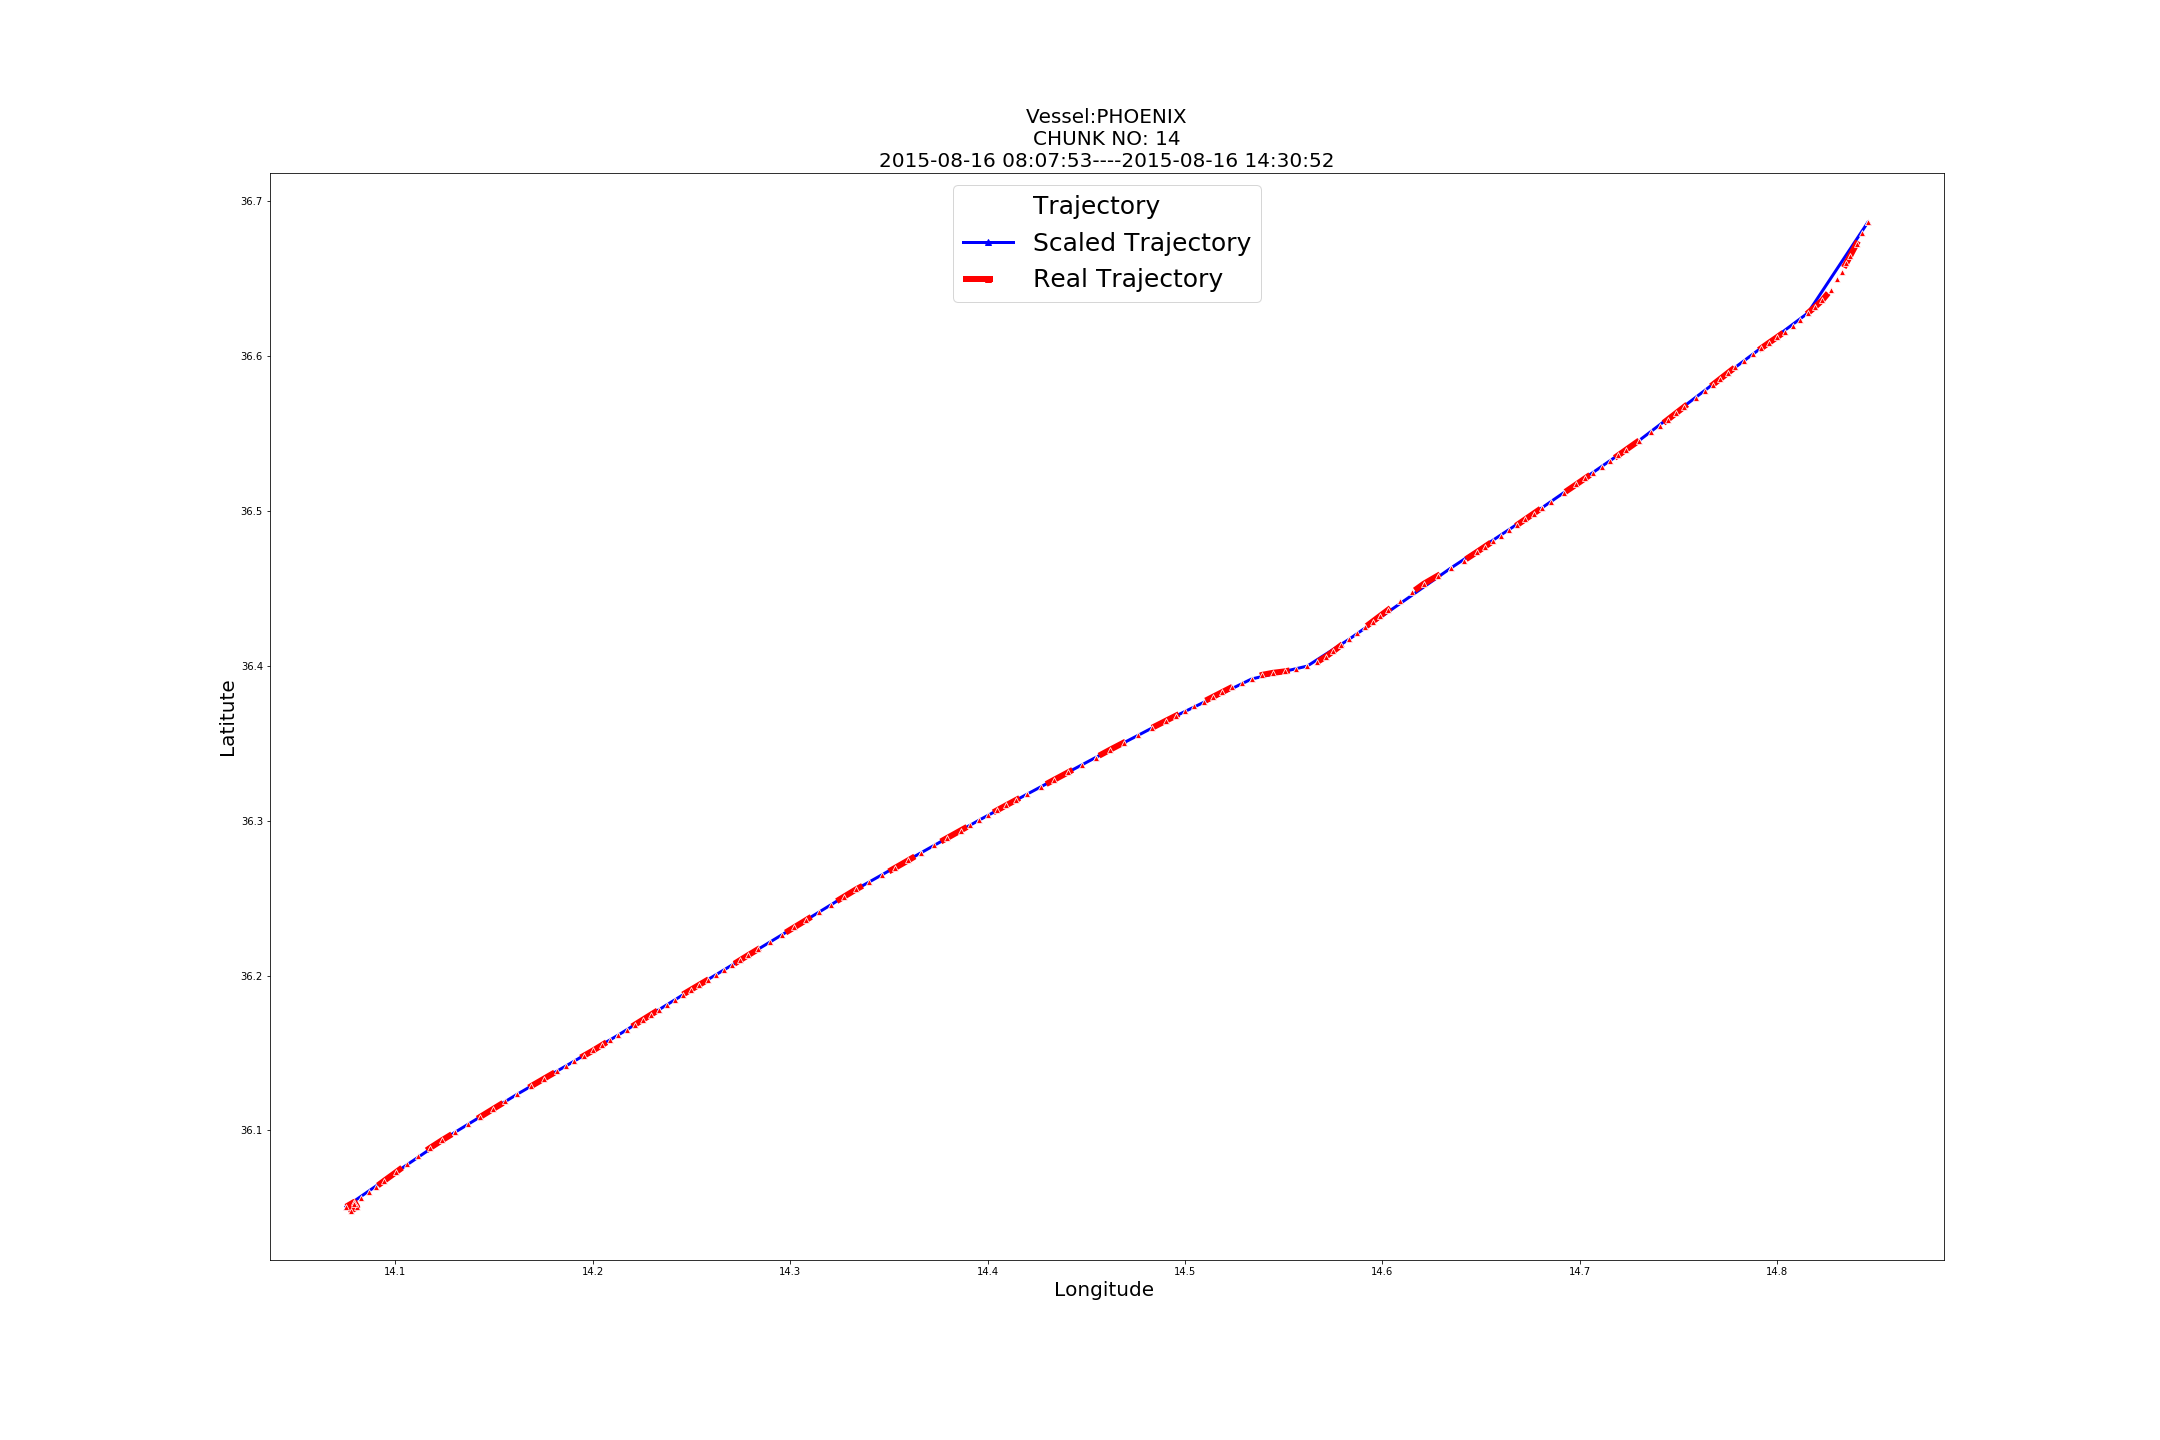 Vessel:PHOENIX
CHUNK NO: 14
2015-08-16 08:07:53----2015-08-16 14:30:52
Trajectory
Scaled Trajectory
Real Trajectory
36.7
36.6
36.5
36.4
36.3
36.2
36.1
Latitute
14.1 14.2 14.3 14.4 14.5 14.6 14.7 14.8
Longitude